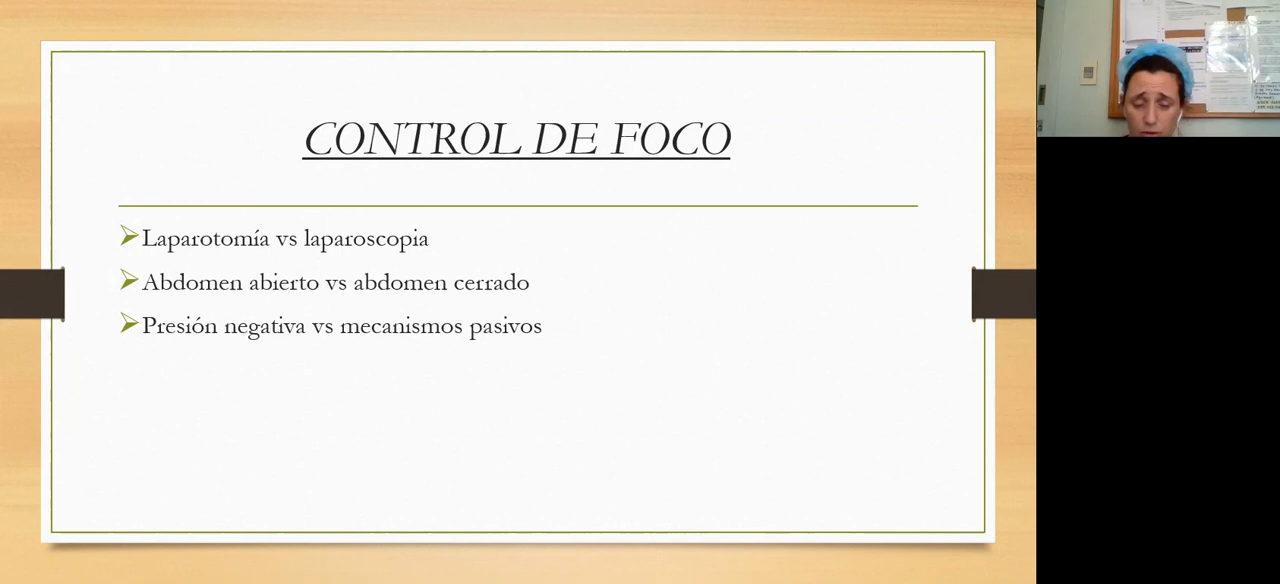 CONTROL DE FOCO
Laparotomía vs laparoscopia
Abdomen abierto vs abdomen cerrado
Presión negativa vs mecanismos pasivos